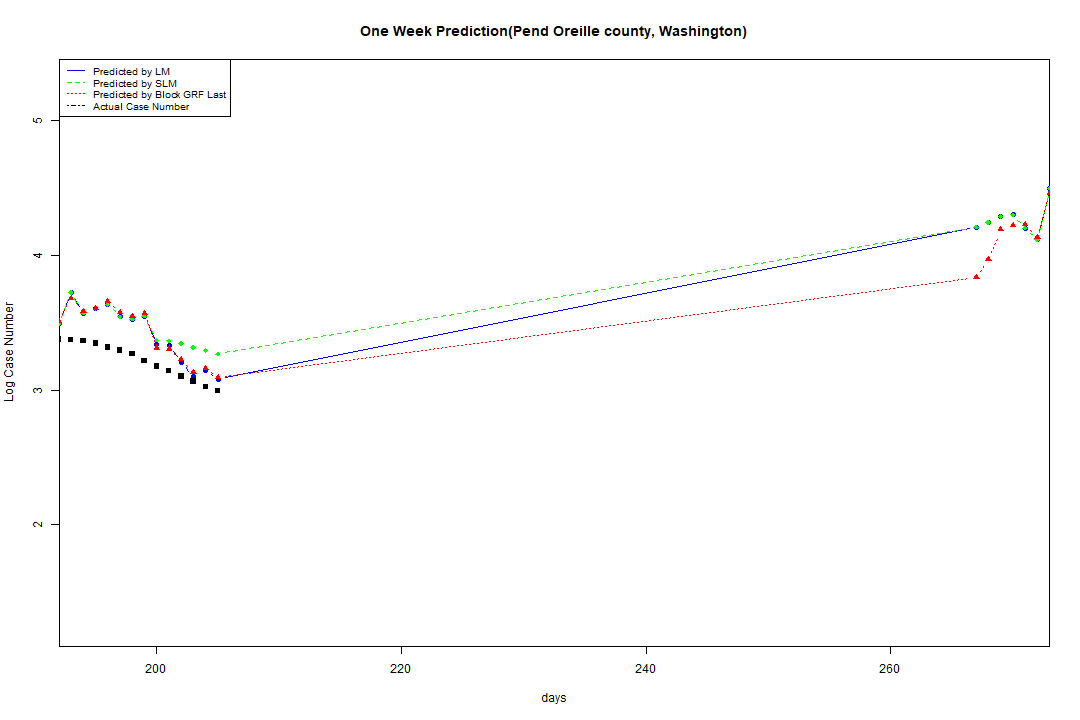 One Week Prediction(Pend Oreille county, Washington)
Predicted by LM
Predicted by SLM
Predicted by Block GRF Last
Actual Case Number
5
4
3
2
Log Case Number
200 220 240 260
days